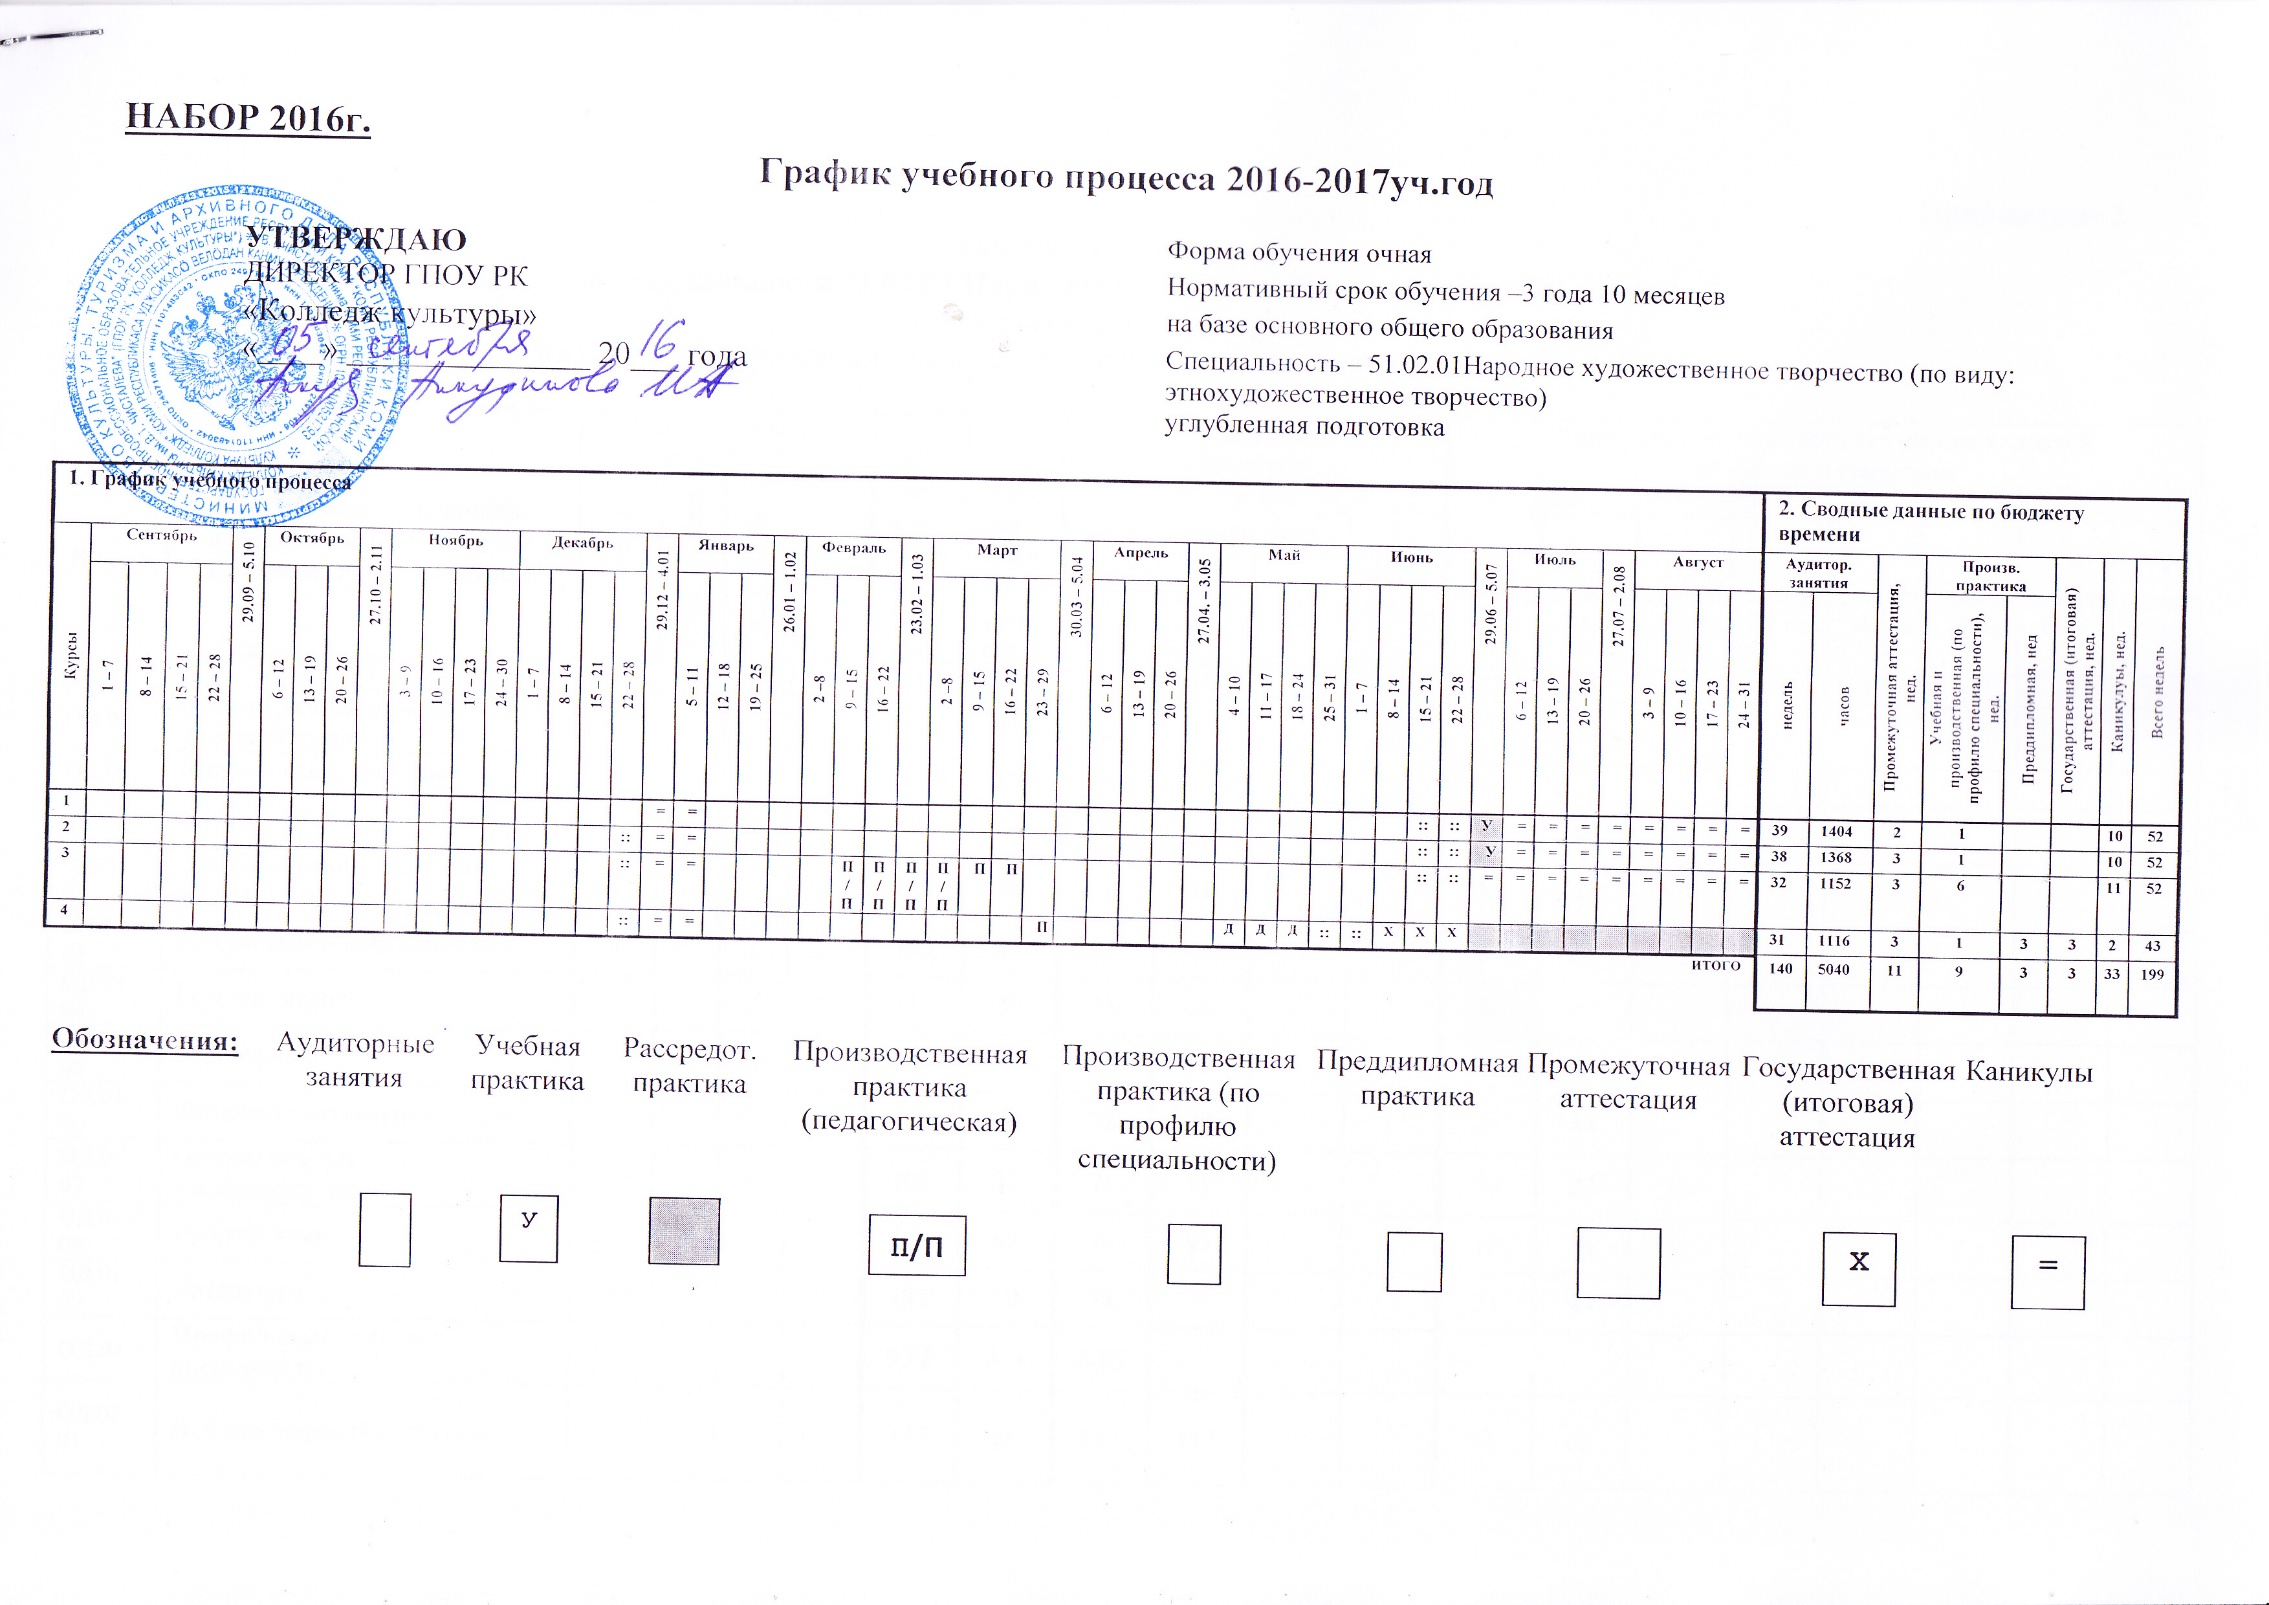 НАБОР 2016г.
График учебного процесса 2016-2017уч.год
УТВЕРЖДАЮ
ДИРЕКТОР ГПОУ РК
«Колледж культуры»
« 05 » сентября 20 16 года
Форма обучения очная
Нормативный срок обучения –3 года 10 месяцев
на базе основного общего образования
Специальность – 51.02.01Народное художественное творчество (по виду:
этнохудожественное творчество)
углубленная подготовка
1. График учебного процесса
2. Сводные данные по бюджету
времени
Курсы
Сентябрь 29.09 – 5.10 Октябрь 27.10 – 2.11 Ноябрь Декабрь 29.12 – 4.01 Январь 26.01 – 1.02 Февраль 23.02 – 1.03 Март 30.03 – 5.04 Апрель 27.04. – 3.05 Май Июнь 29.06 – 5.07 Июль 27.07 – 2.08 Август
1 – 7 8 – 14 15 – 21 22 – 28 6 – 12 13 – 19 20 – 26 3 – 9 10 – 16 17 – 23 24 – 30 1 – 7 8 – 14 15 – 21 22 – 28 5 – 11 12 – 18 19 – 25 2 –8 9 – 15 16 – 22 2 –8 9 – 15 16 – 22 23 – 29 6 – 12 13 – 19 20 – 26 4 – 10 11 – 17 18 – 24 25 – 31 1 – 7 8 – 14 15 – 21 22 – 28 6 – 12 13 – 19 20 – 26 3 – 9 10 – 16 17 – 23 24 – 31
Аудитор.
занятия
недель
часов
Промежуточная аттестация,
нед.
Произв.
практика
Учебная и
производственная (по
профилю специальности),
нед.
Преддипломная, нед
Государственная (итоговая)
аттестация, нед.
Каникулы, нед.
Всего недель
1 = = :: :: У = = = = = = = = 39 1404 2 1 10 52
2 :: = = :: :: У = = = = = = = = 38 1368 3 1 10 52
3 :: = = П/П П/П П/П П/П П П :: :: = = = = = = = = = 32 1152 3 6 11 52
4 :: = = П Д Д Д :: :: Х Х Х 31 1116 3 1 3 3 2 43
ИТОГО 140 5040 11 9 3 3 33 199
Обозначения:
Аудиторные
занятия
Учебная
практика
Рассредот.
практика
Производственная
практика
(педагогическая)
Производственная
практика (по
профилю
специальности)
Преддипломная
практика
Промежуточная
аттестация
Государственная
(итоговая)
аттестация
Каникулы
У
П/П
Х
=